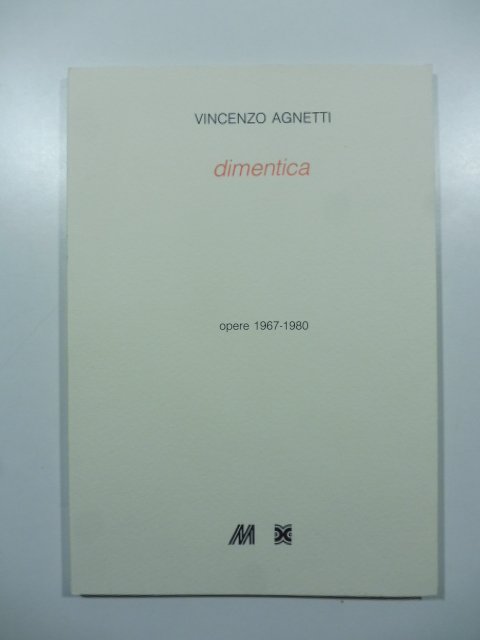 VINCENZO AGNETTI
dimentica
opere 1967-1980